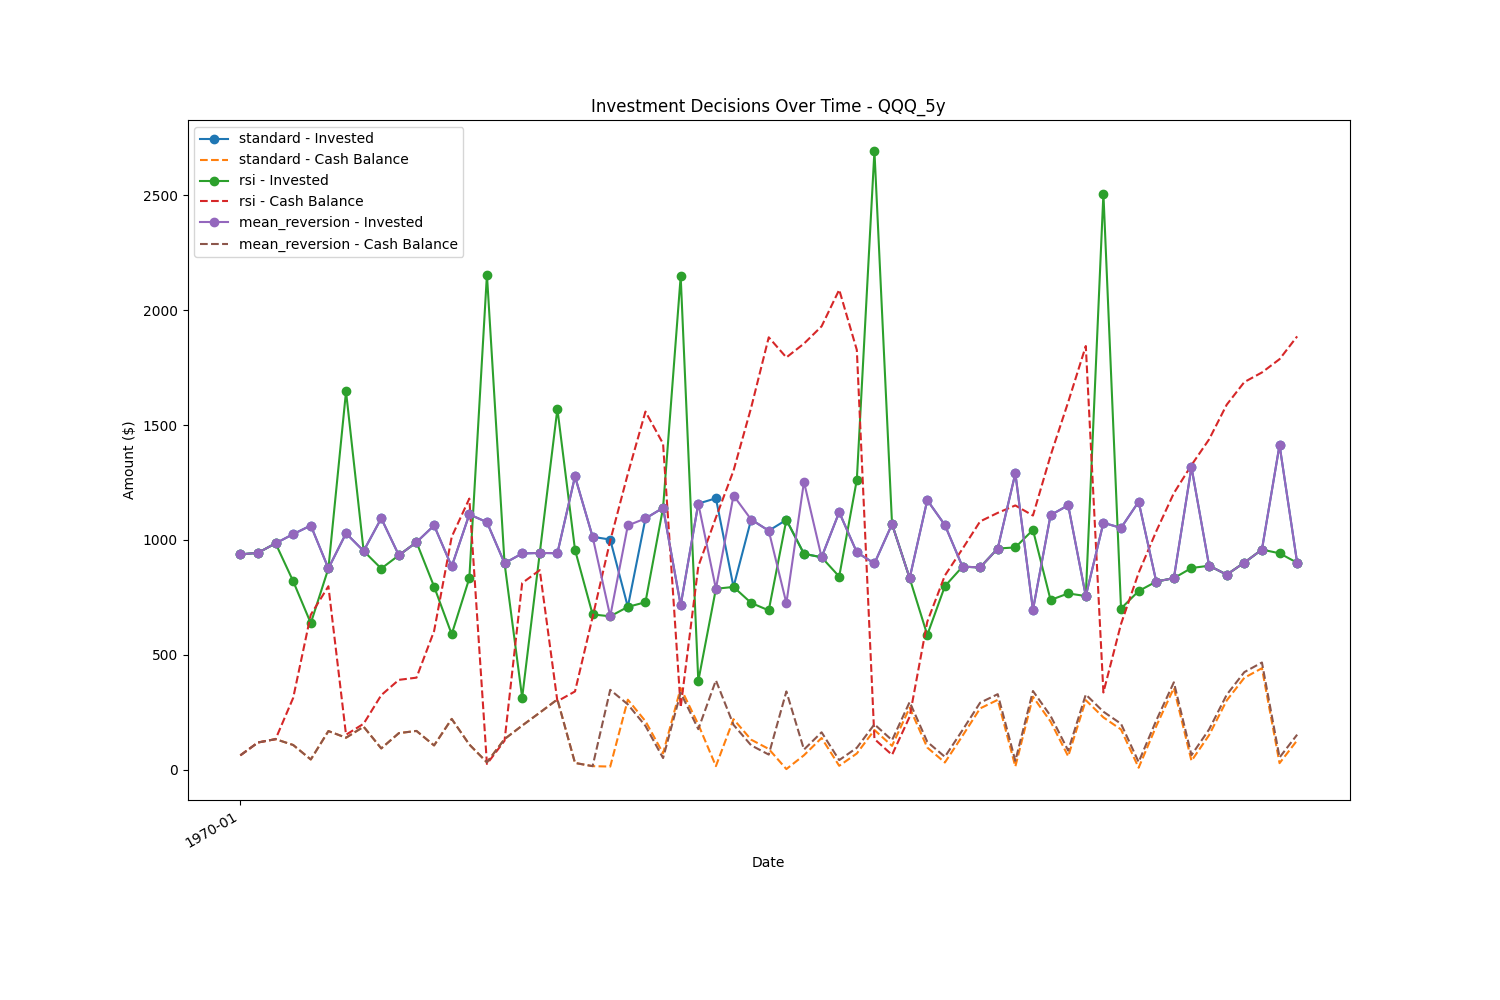 Investment Decisions Over Time - QQQ_5y
standard - Invested
standard - Cash Balance
rsi - Invested
rsi - Cash Balance
mean_reversion - Invested
mean_reversion - Cash Balance
Amount ($)
2500
2000
1500
1000
500
0
1970-01
Date